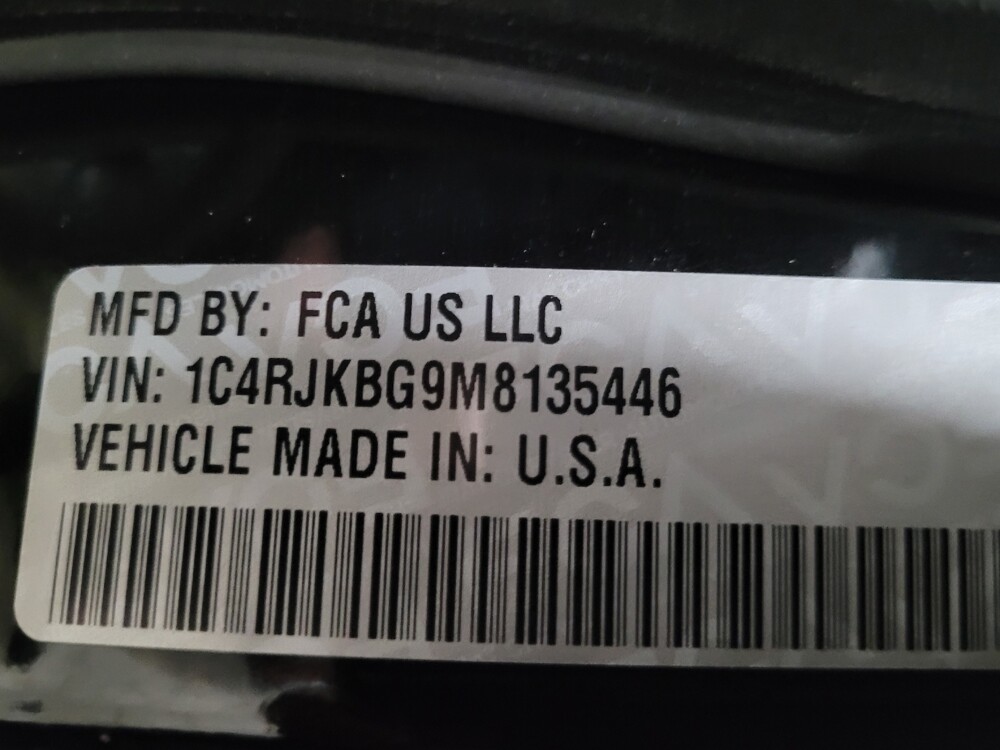 MFD BY: FCA US LLC
VIN: 1C4RJKBG9M8135446
VEHICLE MADE IN: U.S.A.